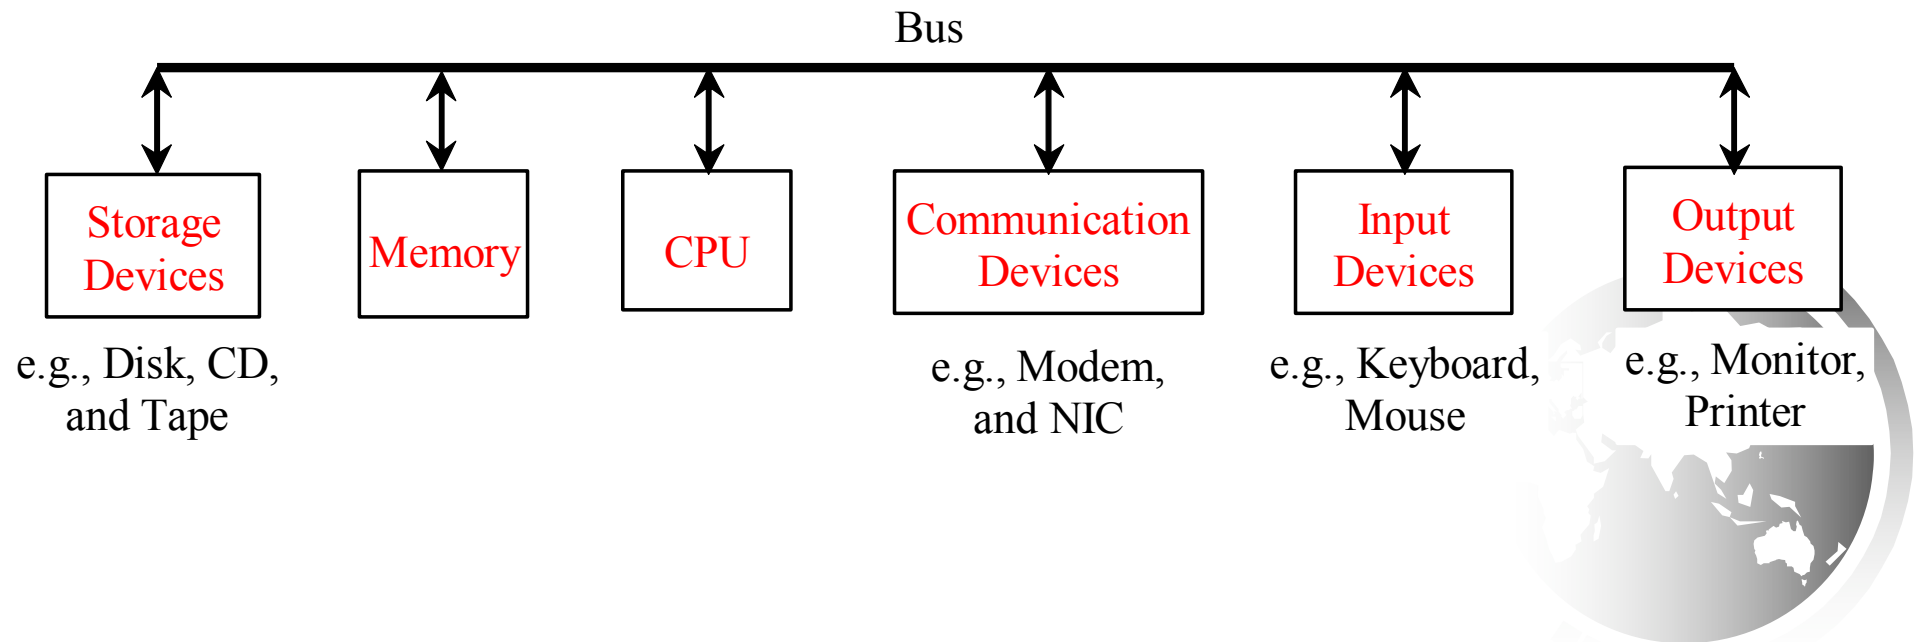 Bus
Storage
Devices
Memory
CPU
Communication
Devices
Input
Devices
Output
Devices
e.g., Disk, CD,
and Tape
e.g., Modem,
and NIC
e.g., Keyboard,
Mouse
e.g., Monitor,
Printer